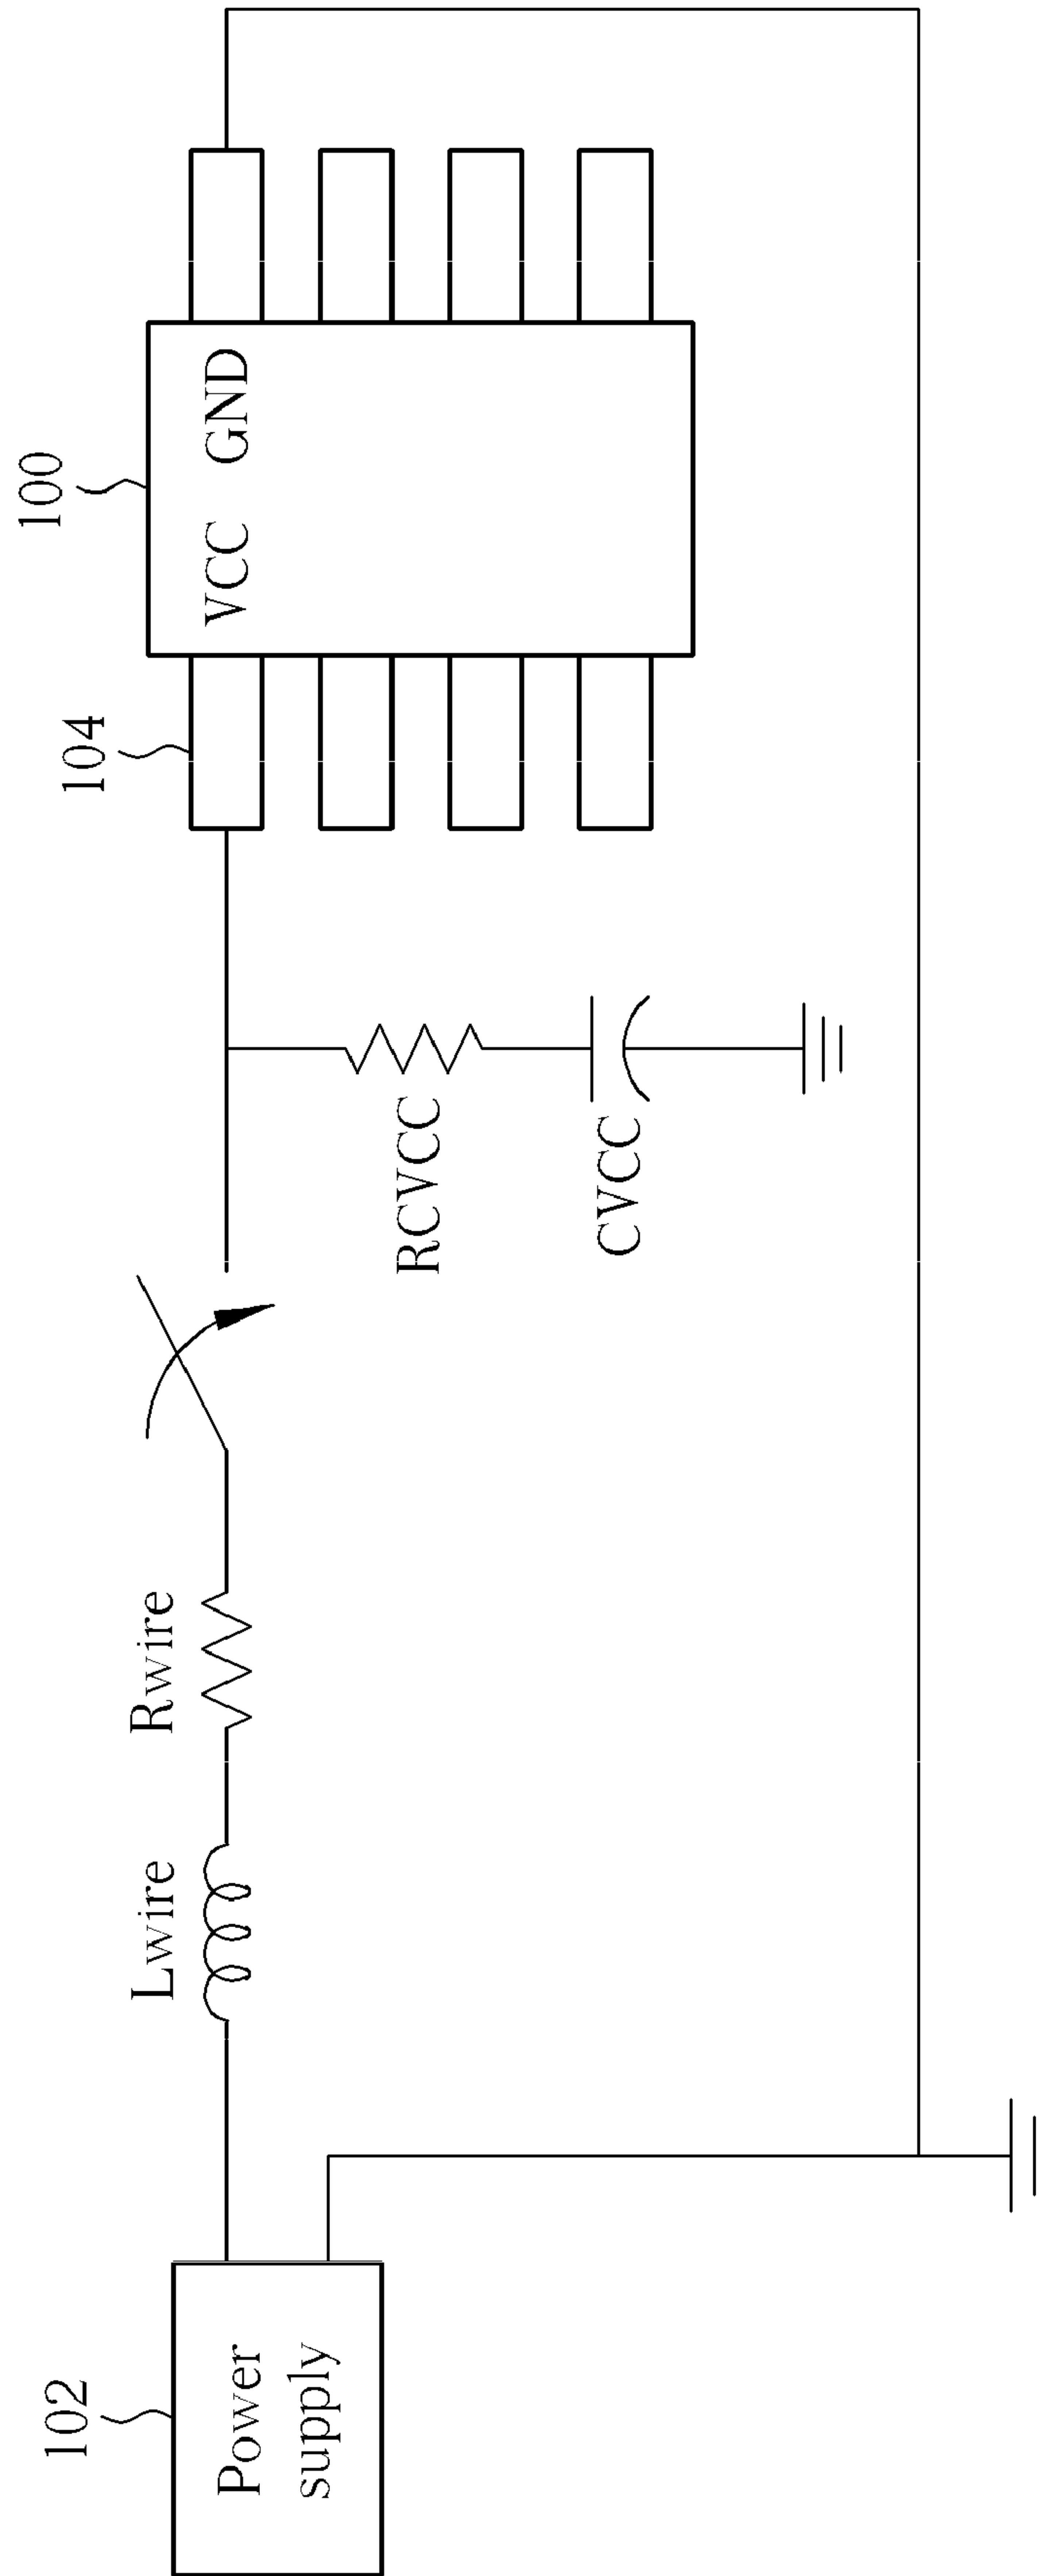 102
Power
supply
Lwire
Rwire
RCVCC
CVCC
104
100
VCC GND